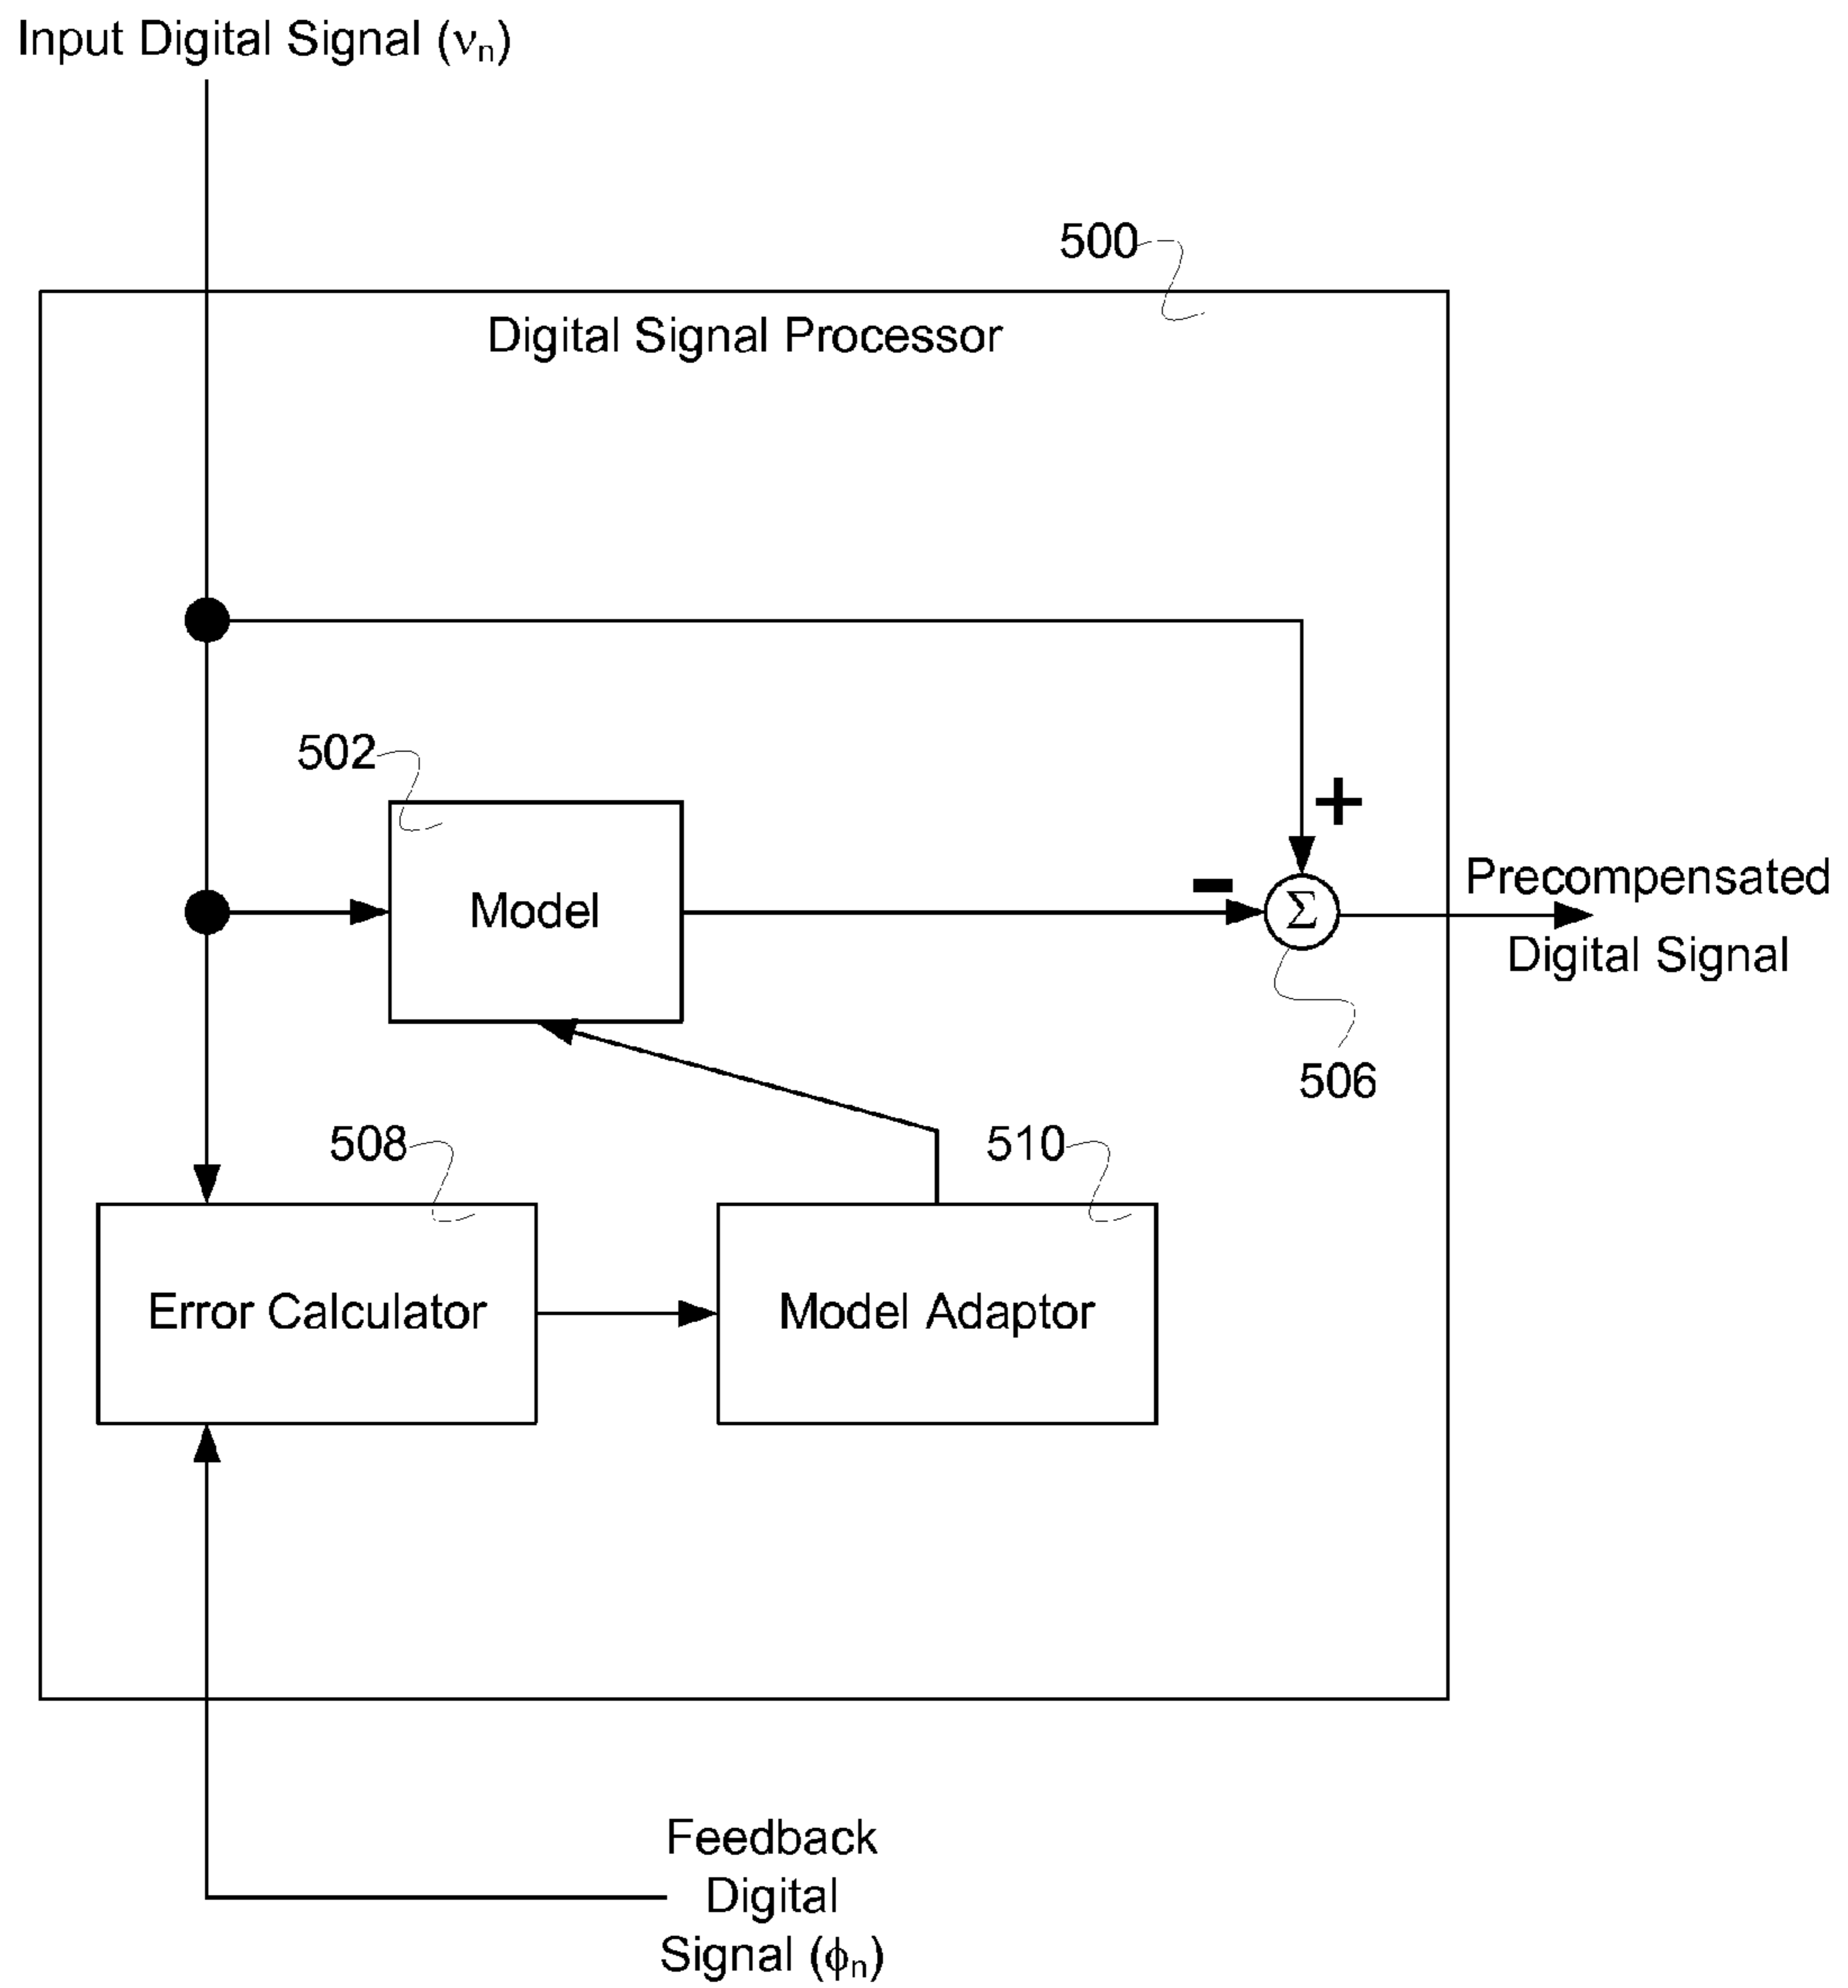 Input Digital Signal (νn)
500
Digital Signal Processor
502
+
Model
-
Σ
Precompensated
Digital Signal
506
508
510
Error Calculator
Model Adaptor
Feedback
Digital
Signal (ϕn)